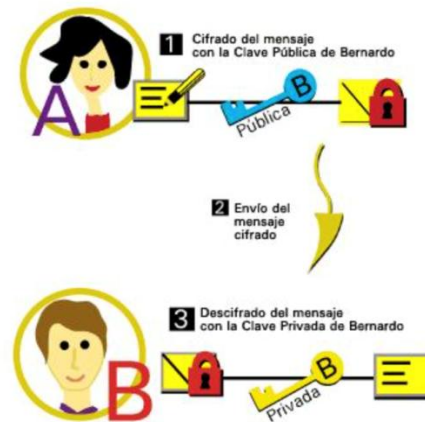 1 Cifrado del mensaje
con la Clave Pública de Bernardo
A
B
Pública
2 Envío del
mensaje
cifrado
3 Descifrado del mensaje
con la Clave Privada de Bernardo
B
B
Privada